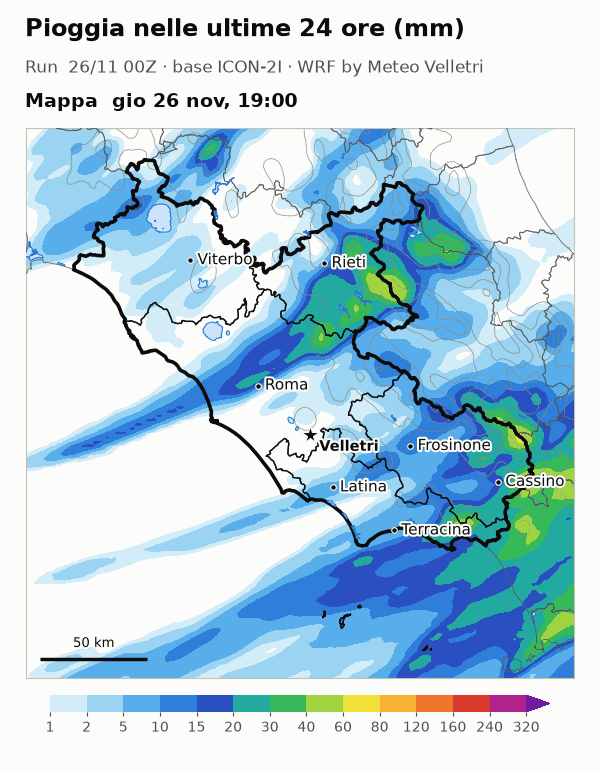 Pioggia nelle ultime 24 ore (mm)
Run 26/11 00Z · base ICON-2I · WRF by Meteo Velletri
Mappa gio 26 nov, 19:00
Viterbo
Rieti
Roma
Velletri
Frosinone
Latina
Cassino
Terracina
50 km
1 2 5 10 15 20 30 40 60 80 120 160 240 320